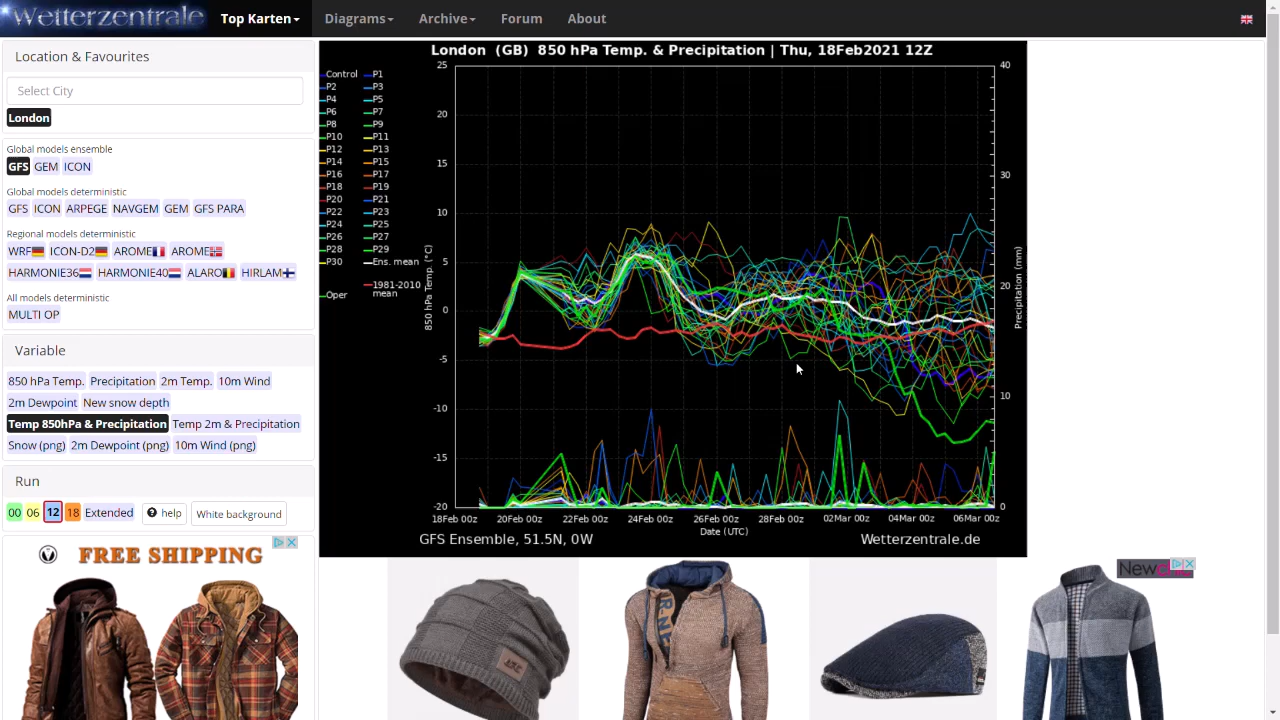 Wetterzentrale Top Karten Diagrams Archive Forum About
Location & Favourites
Select City
London
Global models ensemble
GFS GEM ICON
Global models deterministic
GFS ICON ARPEGE NAVGEM GEM GFS PARA
Regional models deterministic
WRF ICON-D2 AROME AROME
HARMONIE36 HARMONIE40 ALARO HIRLAM
All models deterministic
MULTI OP
Variable
850 hPa Temp. Precipitation 2m Temp. 10m Wind
2m Dewpoint New snow depth
Temp 850hPa & Precipitation Temp 2m & Precipitation
Snow (png) 2m Dewpoint (png) 10m Wind (png)
Run
00 06 12 18 Extended help White background
FREE SHIPPING
London (GB) 850 hPa Temp. & Precipitation | Thu, 18Feb2021 12Z
Control P1
P2 P3
P4 P5
P6 P7
P8 P9
P10 P11
P12 P13
P14 P15
P16 P17
P18 P19
P20 P21
P22 P23
P24 P25
P26 P27
P28 P29
P30 Ens. mean
1981-2010
mean
Oper
850 hPa Temp. (°C)
25
20
15
10
5
0
-5
-10
-15
-20
40
30
20
10
0
Precipitation (mm)
18Feb 00z 20Feb 00z 22Feb 00z 24Feb 00z 26Feb 00z 28Feb 00z 02Mar 00z 04Mar 00z 06Mar 00z
Date (UTC)
GFS Ensemble, 51.5N, 0W Wetterzentrale.de